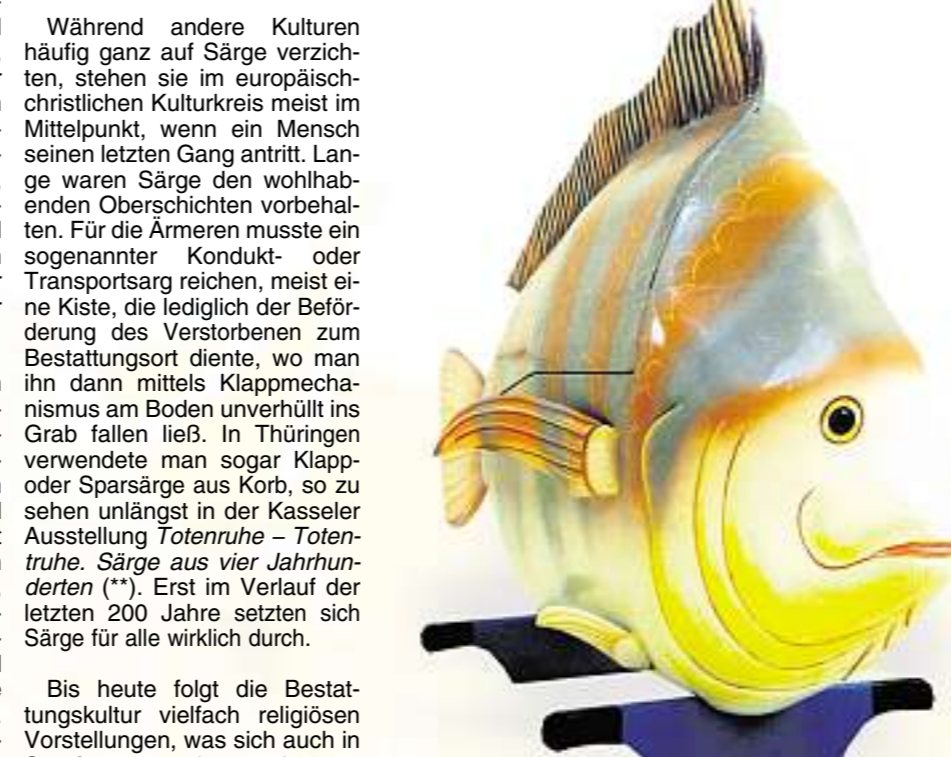 Während andere Kulturen
häufig ganz auf Särge verzich-
ten, stehen sie im europäisch-
christlichen Kulturkreis meist im
Mittelpunkt, wenn ein Mensch
seinen letzten Gang antritt. Lan-
ge waren Särge den wohlhab-
enden Oberschichten vorbehal-
ten. Für die Ärmeren musste ein
sogenannter Kondukt- oder
Transportsarg reichen, meist ei-
ne Kiste, die lediglich der Beför-
derung des Verstorbenen zum
Bestattungsort diente, wo man
ihn dann mittels Klappmecha-
nismus am Boden unverhüllt ins
Grab fallen ließ. In Thüringen
verwendete man sogar Klapp-
oder Sparsärge aus Korb, so zu
sehen unlängst in der Kasseler
Ausstellung Totenruhe – Toten-
truhe. Särge aus vier Jahrhun-
derten (**). Erst im Verlauf der
letzten 200 Jahre setzten sich
Särge für alle wirklich durch.
Bis heute folgt die Bestat-
tungskultur vielfach religiösen
Vorstellungen, was sich auch in